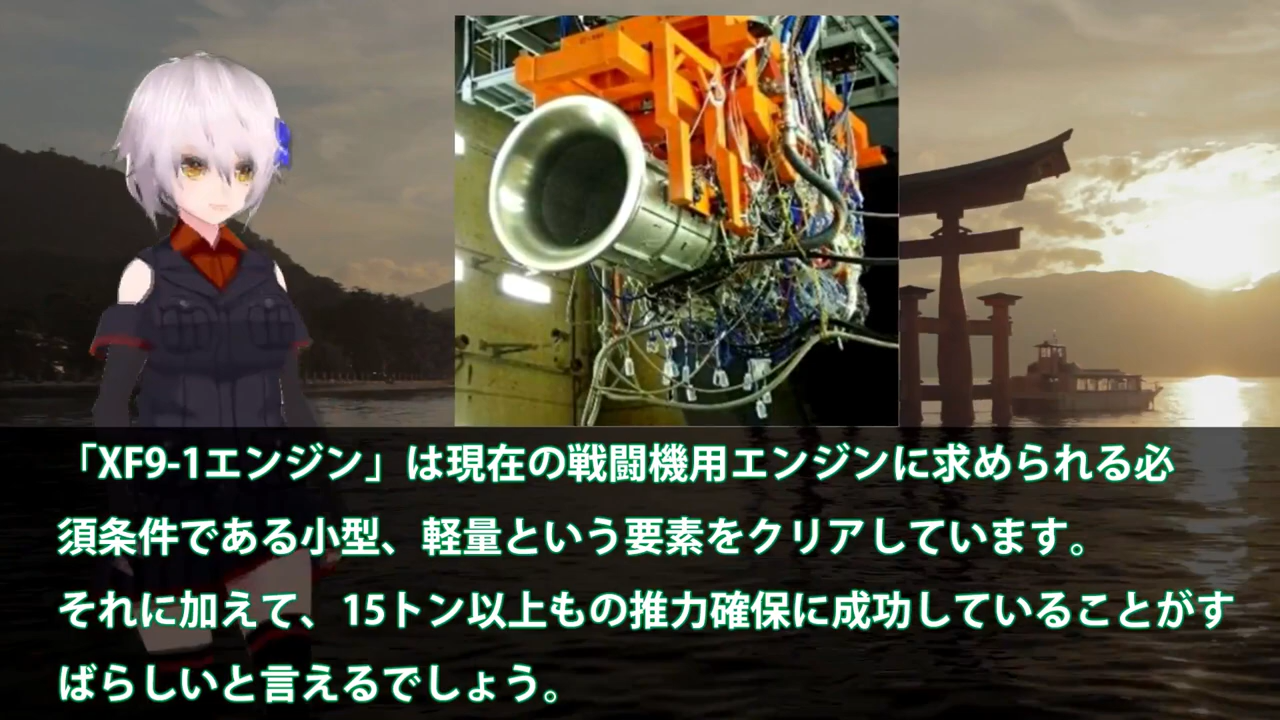 「XF9-1エンジン」は現在の戦闘機用エンジンに求められる必
須条件である小型、軽量という要素をクリアしています。
それに加えて、15トン以上もの推力確保に成功していることがす
ばらしいと言えるでしょう。